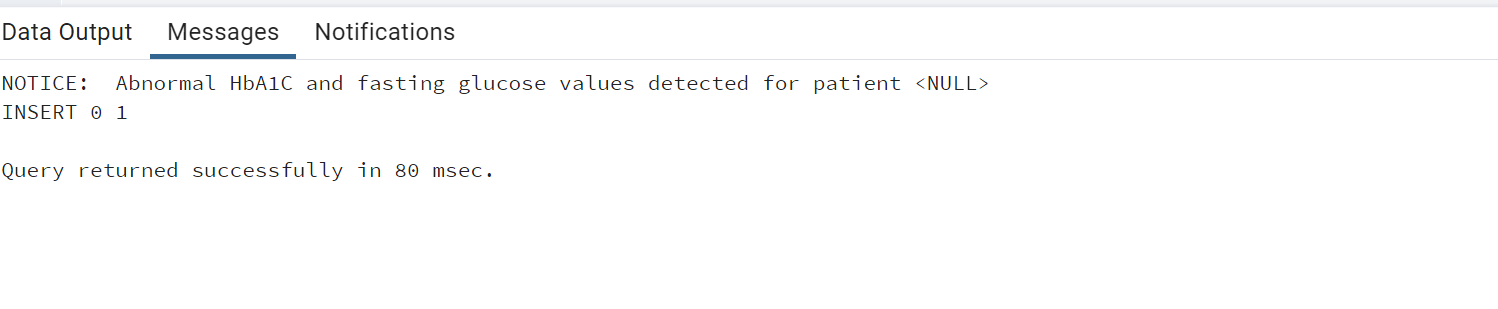 Data Output Messages Notifications
NOTICE:  Abnormal HbA1C and fasting glucose values detected for patient <NULL>
INSERT 0 1
Query returned successfully in 80 msec.